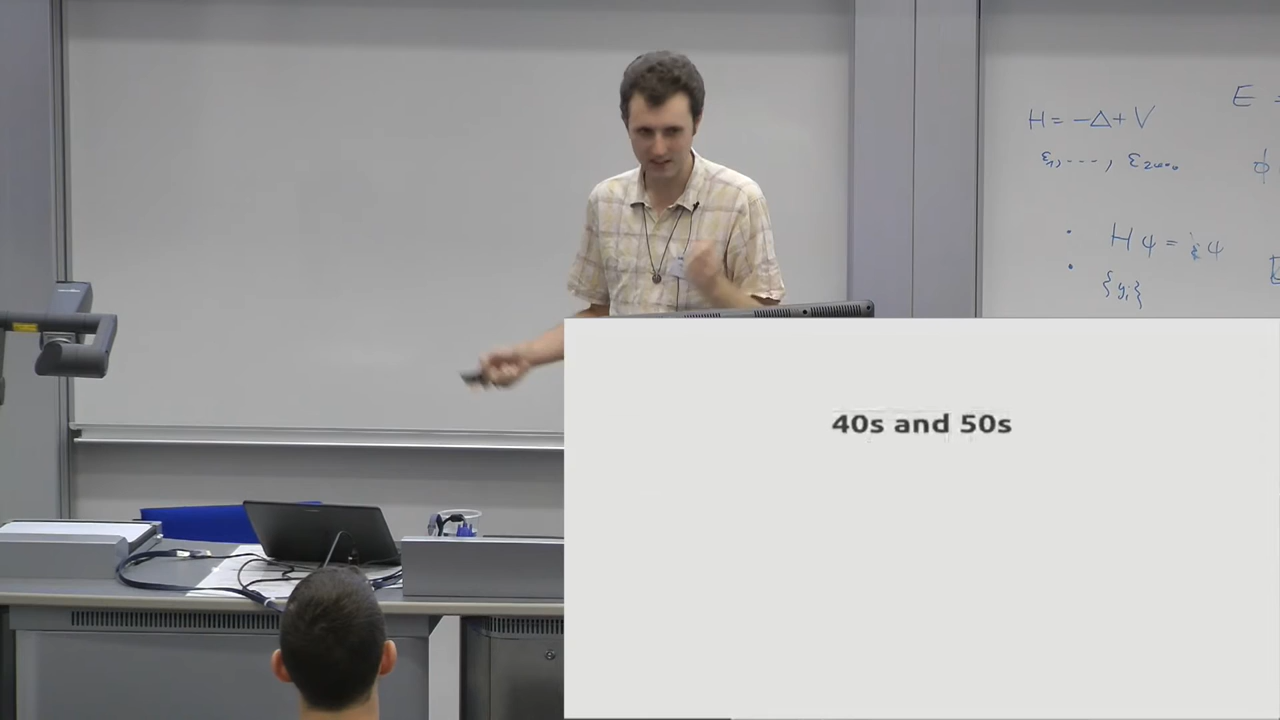 H = -Δ + V
E =
ε₁, ---, ε₂₀₀₀
ϕ
• Hψ = εψ
• {yᵢ}
40s and 50s